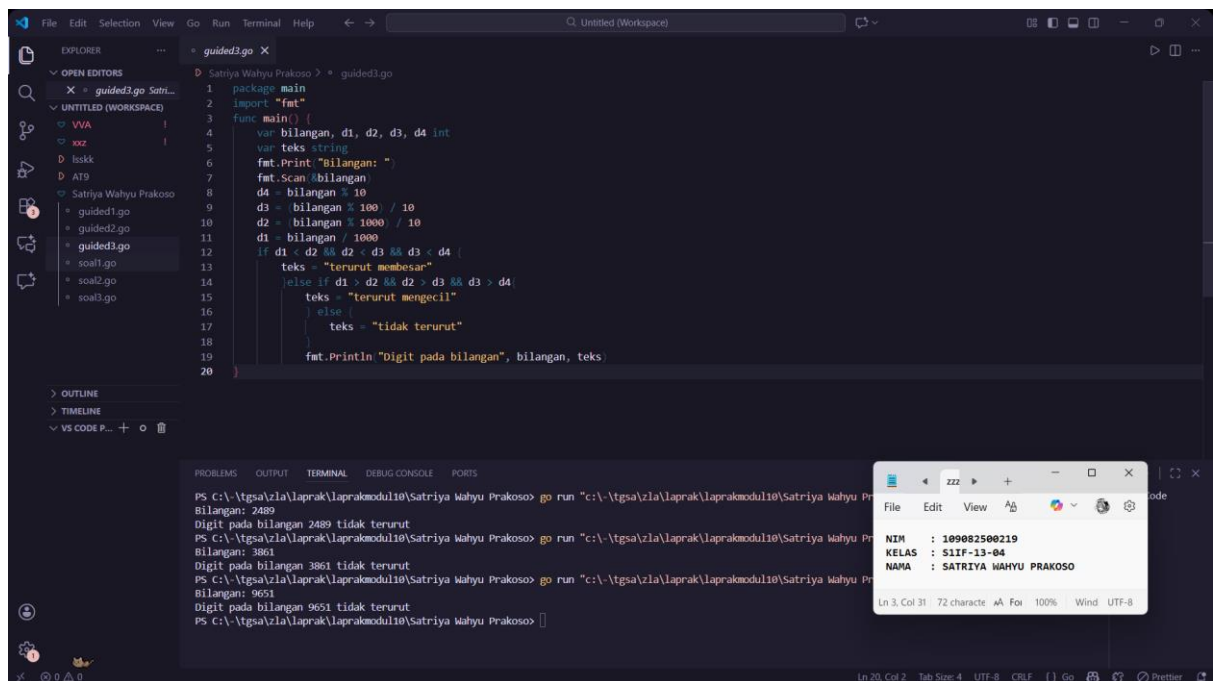 File Edit Selection View Go Run Terminal Help
Untitled (Workspace)
EXPLORER
OPEN EDITORS
guided3.go Satri...
UNTITLED (WORKSPACE)
VVA !
xxz !
lsskk
AT9
Satriya Wahyu Prakoso
guided1.go
guided2.go
guided3.go
soal1.go
soal2.go
soal3.go
OUTLINE
TIMELINE
VS CODE P...
guided3.go
Satriya Wahyu Prakoso > guided3.go
1 package main
2 import "fmt"
3 func main() {
4 var bilangan, d1, d2, d3, d4 int
5 var teks string
6 fmt.Print("Bilangan: ")
7 fmt.Scan(&bilangan)
8 d4 = bilangan % 10
9 d3 = (bilangan % 100) / 10
10 d2 = (bilangan % 1000) / 10
11 d1 = bilangan / 1000
12 if d1 < d2 && d2 < d3 && d3 < d4 {
13 teks = "terurut membesar"
14 }else if d1 > d2 && d2 > d3 && d3 > d4{
15 teks = "terurut mengecil"
16 } else {
17 teks = "tidak terurut"
18 }
19 fmt.Println("Digit pada bilangan", bilangan, teks)
20 }
PROBLEMS OUTPUT TERMINAL DEBUG CONSOLE PORTS
PS C:\-\tgsa\zla\laprak\laprakmodul10\Satriya Wahyu Prakoso> go run "c:\-\tgsa\zla\laprak\laprakmodul10\Satriya Wahyu Pr
Bilangan: 2489
Digit pada bilangan 2489 tidak terurut
PS C:\-\tgsa\zla\laprak\laprakmodul10\Satriya Wahyu Prakoso> go run "c:\-\tgsa\zla\laprak\laprakmodul10\Satriya Wahyu Pr
Bilangan: 3861
Digit pada bilangan 3861 tidak terurut
PS C:\-\tgsa\zla\laprak\laprakmodul10\Satriya Wahyu Prakoso> go run "c:\-\tgsa\zla\laprak\laprakmodul10\Satriya Wahyu Pr
Bilangan: 9651
Digit pada bilangan 9651 tidak terurut
PS C:\-\tgsa\zla\laprak\laprakmodul10\Satriya Wahyu Prakoso>
zzz
File Edit View
NIM : 109082500219
KELAS : S1IF-13-04
NAMA : SATRIYA WAHYU PRAKOSO
Ln 3, Col 31 72 characte For 100% Wind UTF-8
Code
0 0 Ln 20, Col 2 Tab Size: 4 UTF-8 CRLF {} Go Prettier